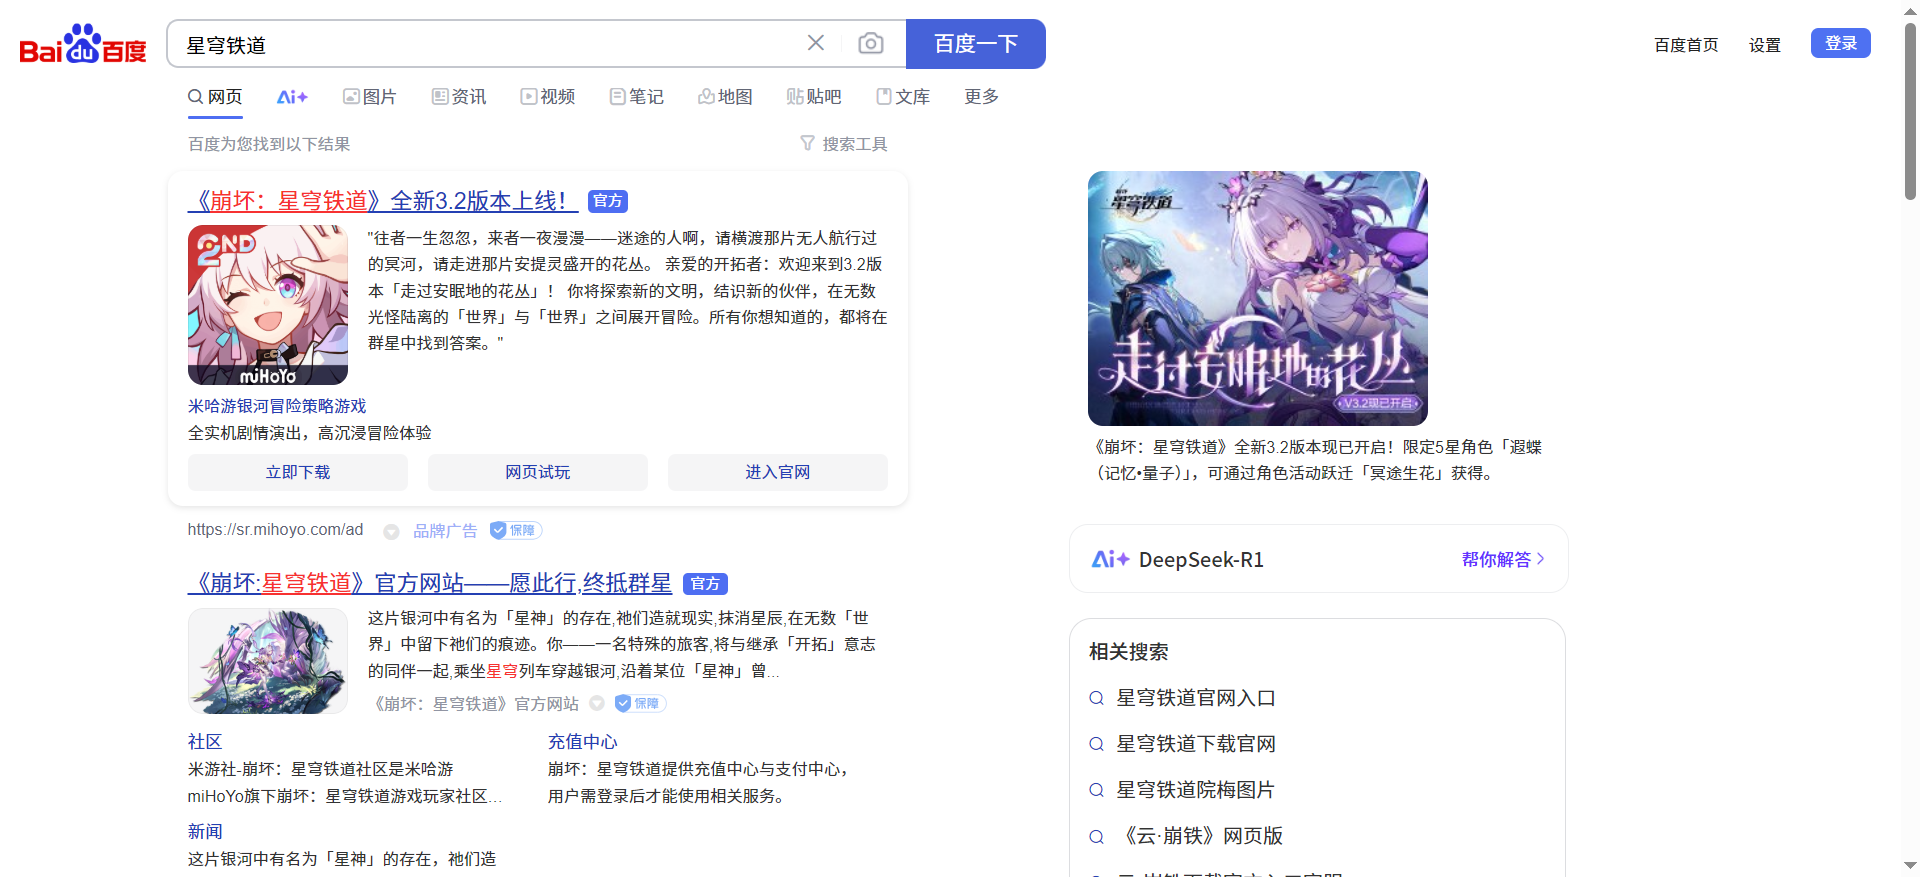 Bai du 百度
星穹铁道
百度一下
百度首页
设置
登录
网页
Ai+
图片
资讯
视频
笔记
地图
贴吧
文库
更多
百度为您找到以下结果
搜索工具
《崩坏：星穹铁道》全新3.2版本上线！ 官方
2ND
miHoYo
"往者一生忽忽，来者一夜漫漫——迷途的人啊，请横渡那片无人航行过
的冥河，请走进那片安提灵盛开的花丛。 亲爱的开拓者：欢迎来到3.2版
本「走过安眠地的花丛」！ 你将探索新的文明，结识新的伙伴，在无数
光怪陆离的「世界」与「世界」之间展开冒险。所有你想知道的，都将在
群星中找到答案。"
米哈游银河冒险策略游戏
全实机剧情演出，高沉浸冒险体验
立即下载
网页试玩
进入官网
https://sr.mihoyo.com/ad
品牌广告
保障
《崩坏:星穹铁道》官方网站——愿此行,终抵群星 官方
这片银河中有名为「星神」的存在,祂们造就现实,抹消星辰,在无数「世
界」中留下祂们的痕迹。你——一名特殊的旅客,将与继承「开拓」意志
的同伴一起,乘坐星穹列车穿越银河,沿着某位「星神」曾...
《崩坏：星穹铁道》官方网站
保障
社区
米游社-崩坏：星穹铁道社区是米哈游
miHoYo旗下崩坏：星穹铁道游戏玩家社区...
充值中心
崩坏：星穹铁道提供充值中心与支付中心，
用户需登录后才能使用相关服务。
新闻
这片银河中有名为「星神」的存在，祂们造
星穹铁道
走过安眠地的花丛
V3.2现已开启
《崩坏：星穹铁道》全新3.2版本现已开启！限定5星角色「遐蝶
（记忆•量子）」，可通过角色活动跃迁「冥途生花」获得。
Ai+ DeepSeek-R1
帮你解答
相关搜索
星穹铁道官网入口
星穹铁道下载官网
星穹铁道院梅图片
《云·崩铁》网页版